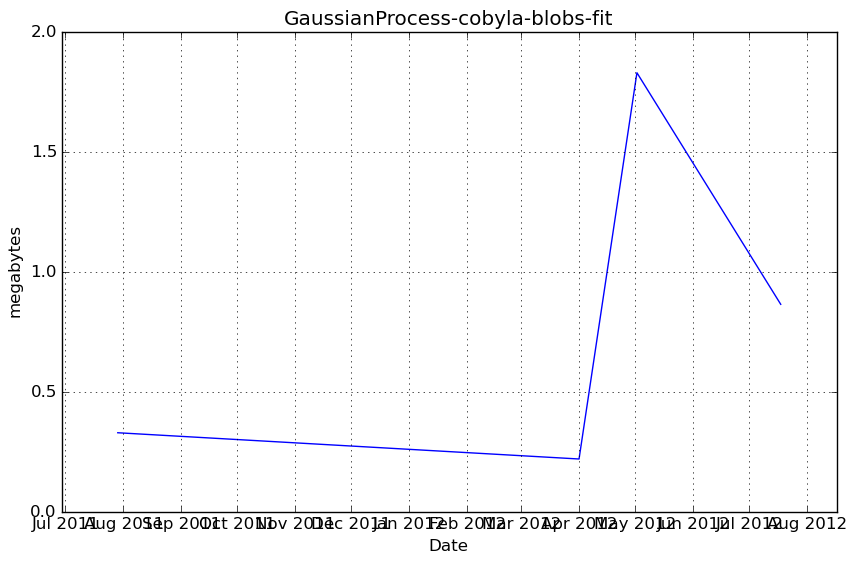 GaussianProcess-cobyla-blobs-fit
2.0
1.5
1.0
0.5
0.0
megabytes
Jul 2011 Aug 2011 Sep 2011 Oct 2011 Nov 2011 Dec 2011 Jan 2012 Feb 2012 Mar 2012 Apr 2012 May 2012 Jun 2012 Jul 2012 Aug 2012
Date